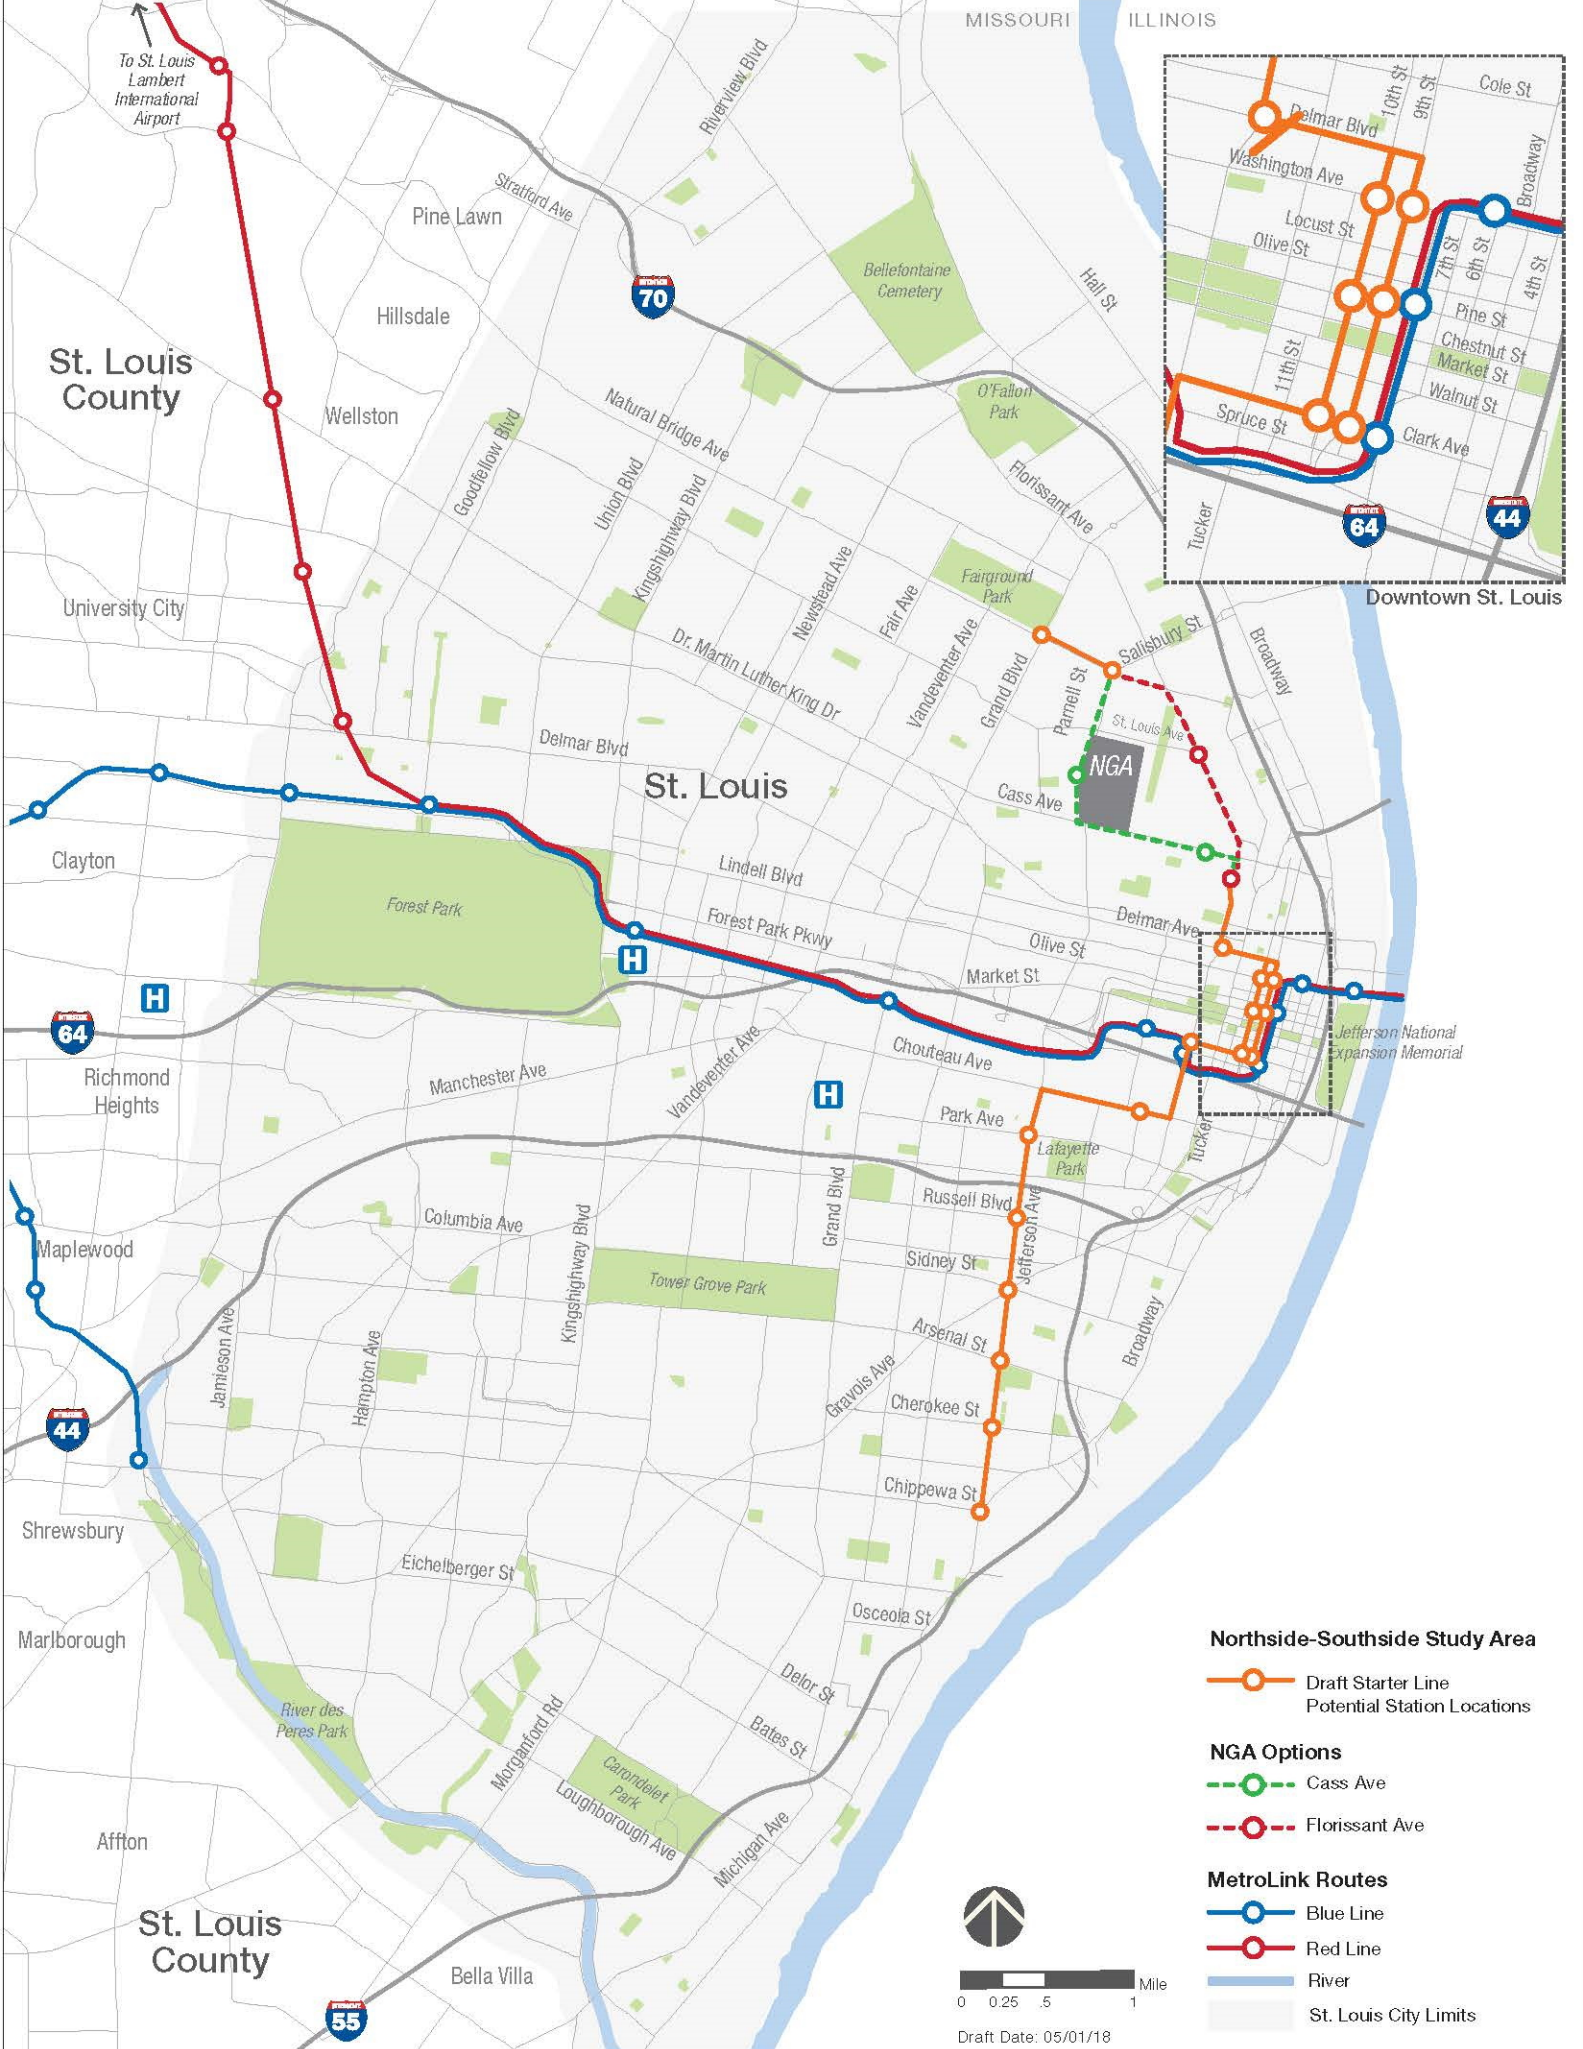 MISSOURI
ILLINOIS
To St. Louis
Lambert
International
Airport
Riverview Blvd
Stratford Ave
Pine Lawn
Hillsdale
St. Louis
County
Wellston
INTERSTATE
70
Bellefontaine
Cemetery
Hall St
O'Fallon
Park
Natural Bridge Ave
Goodfellow Blvd
Union Blvd
Kingshighway Blvd
Florissant Ave
Newstead Ave
Fair Ave
Fairground
Park
University City
Dr. Martin Luther King Dr
Vandeventer Ave
Grand Blvd
Parnell St
Salisbury St
Broadway
St. Louis Ave
NGA
Delmar Blvd
St. Louis
Cass Ave
Clayton
Lindell Blvd
Forest Park
Forest Park Pkwy
Delmar Ave
Olive St
Market St
H
H
64
Jefferson National
Expansion Memorial
Chouteau Ave
Vandeventer Ave
Manchester Ave
Richmond
Heights
H
Park Ave
Lafayette
Park
Tucker
Russell Blvd
Jefferson Ave
Grand Blvd
Columbia Ave
Kingshighway Blvd
Maplewood
Sidney St
Tower Grove Park
Arsenal St
Broadway
Jamieson Ave
Hampton Ave
Gravois Ave
Cherokee St
44
Chippewa St
Shrewsbury
Eichelberger St
Osceola St
Marlborough
Delor St
River des
Peres Park
Morganford Rd
Bates St
Carondelet
Park
Loughborough Ave
Michigan Ave
Affton
St. Louis
County
Bella Villa
55
Cole St
10th St
9th St
Delmar Blvd
Washington Ave
Broadway
Locust St
Olive St
7th St
6th St
4th St
Pine St
Chestnut St
Market St
Walnut St
11th St
Spruce St
Clark Ave
Tucker
64
44
Downtown St. Louis
Northside-Southside Study Area
Draft Starter Line
Potential Station Locations
NGA Options
Cass Ave
Florissant Ave
MetroLink Routes
Blue Line
Red Line
River
St. Louis City Limits
Mile
0 0.25 .5 1
Draft Date: 05/01/18